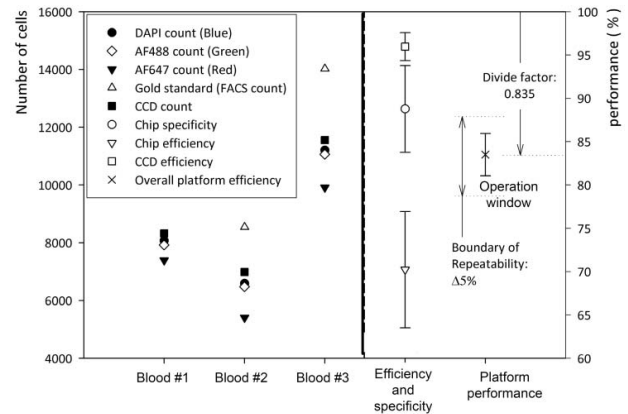 16000
14000
12000
10000
8000
6000
4000
Number of cells
DAPI count (Blue)
AF488 count (Green)
AF647 count (Red)
Gold standard (FACS count)
CCD count
Chip specificity
Chip efficiency
CCD efficiency
Overall platform efficiency
Divide factor:
0.835
Operation
window
Boundary of
Repeatability:
Δ5%
100
95
90
85
80
75
70
65
60
performance ( % )
Blood #1
Blood #2
Blood #3
Efficiency
and
specificity
Platform
performance